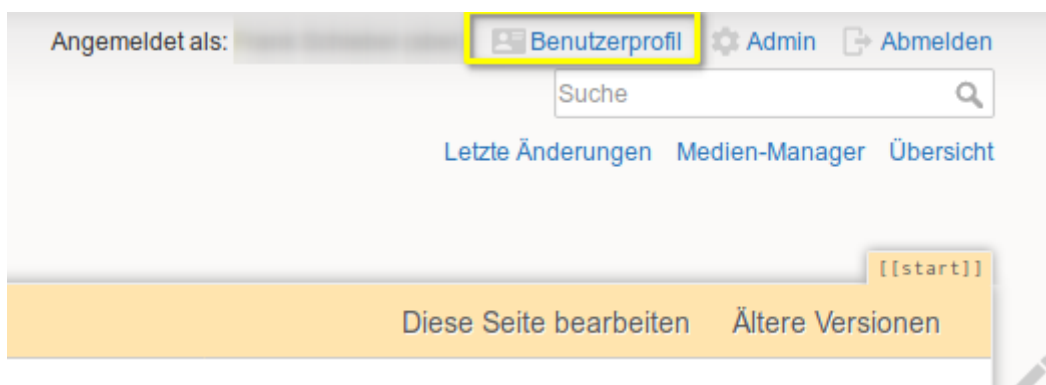 Angemeldet als: Benutzerprofil Admin Abmelden
Suche
Letzte Änderungen Medien-Manager Übersicht
[[start]]
Diese Seite bearbeiten Ältere Versionen